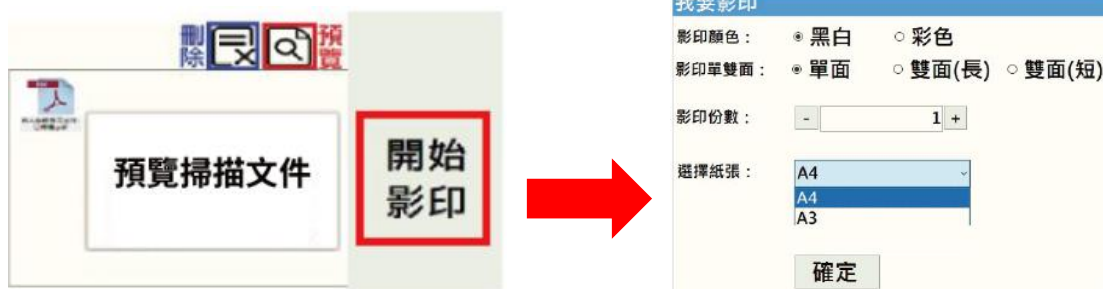 刪除
預覽
PDF
預覽掃描文件
開始
影印
我要影印
影印顏色： 黑白 彩色
影印單雙面： 單面 雙面(長) 雙面(短)
影印份數： - 1 +
選擇紙張： A4
A4
A3
確定